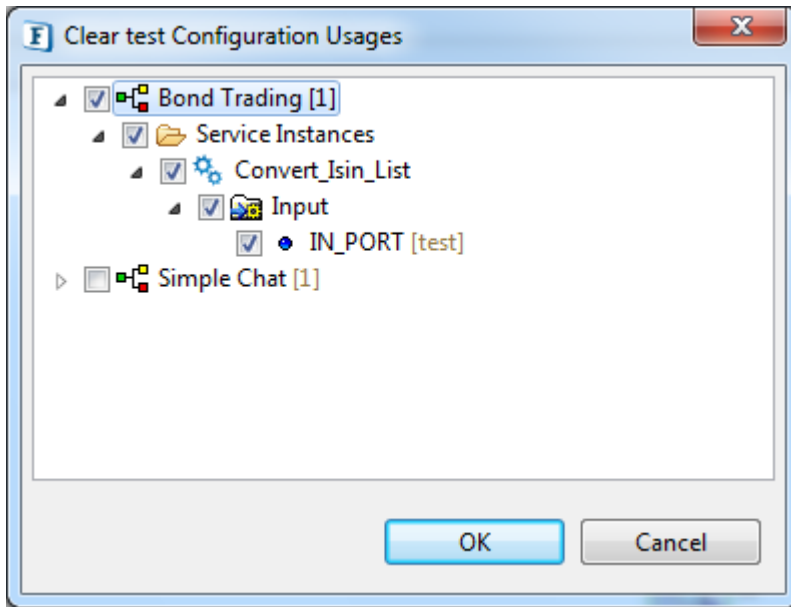 Clear test Configuration Usages
Bond Trading [1]
Service Instances
Convert_Isin_List
Input
IN_PORT [test]
Simple Chat [1]
OK
Cancel